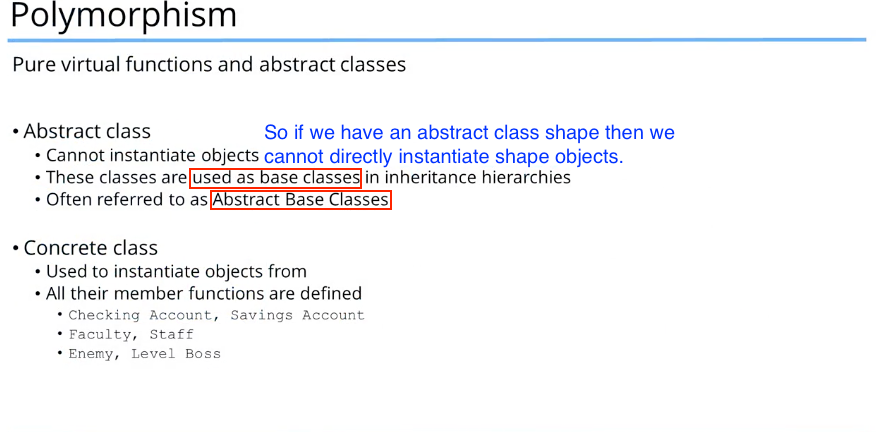 Polymorphism
Pure virtual functions and abstract classes
• Abstract class
So if we have an abstract class shape then we
• Cannot instantiate objects
cannot directly instantiate shape objects.
• These classes are used as base classes in inheritance hierarchies
• Often referred to as Abstract Base Classes
• Concrete class
• Used to instantiate objects from
• All their member functions are defined
• Checking Account, Savings Account
• Faculty, Staff
• Enemy, Level Boss